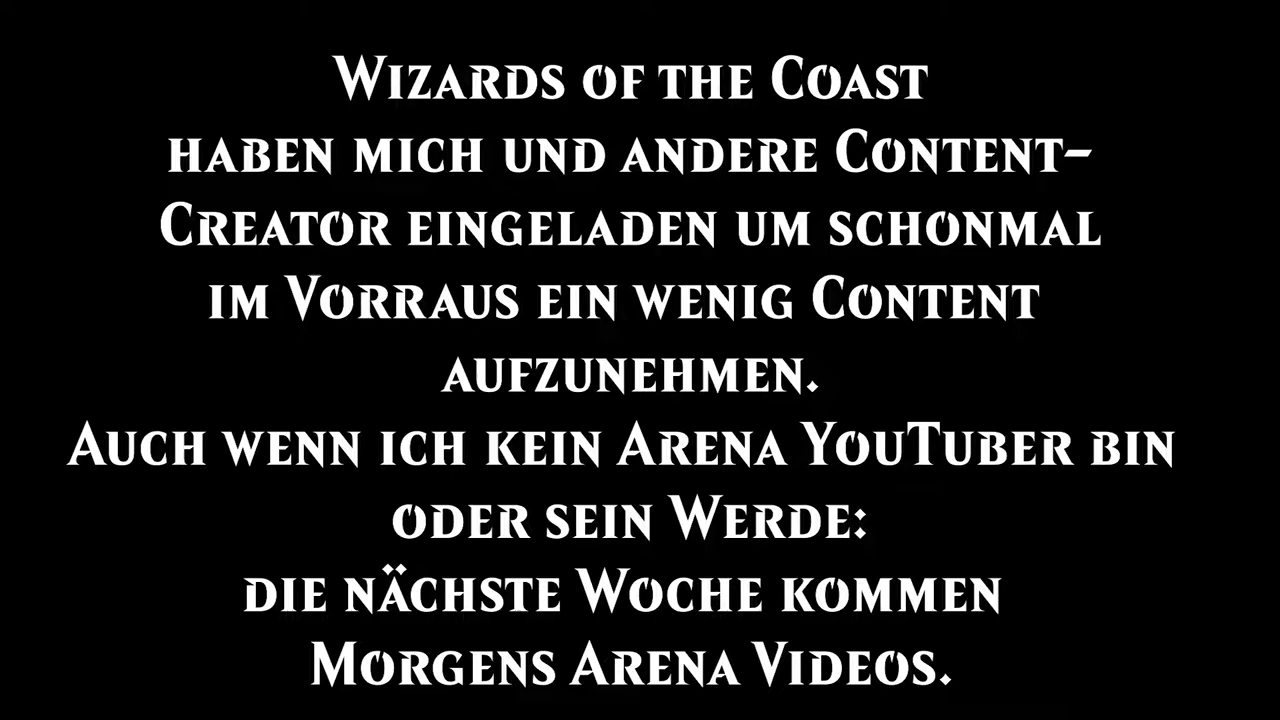 Wizards of the Coast
haben mich und andere Content-
Creator eingeladen um schonmal
im Vorraus ein wenig Content
aufzunehmen.
Auch wenn ich kein Arena YouTuber bin
oder sein Werde:
die nächste Woche kommen
Morgens Arena Videos.